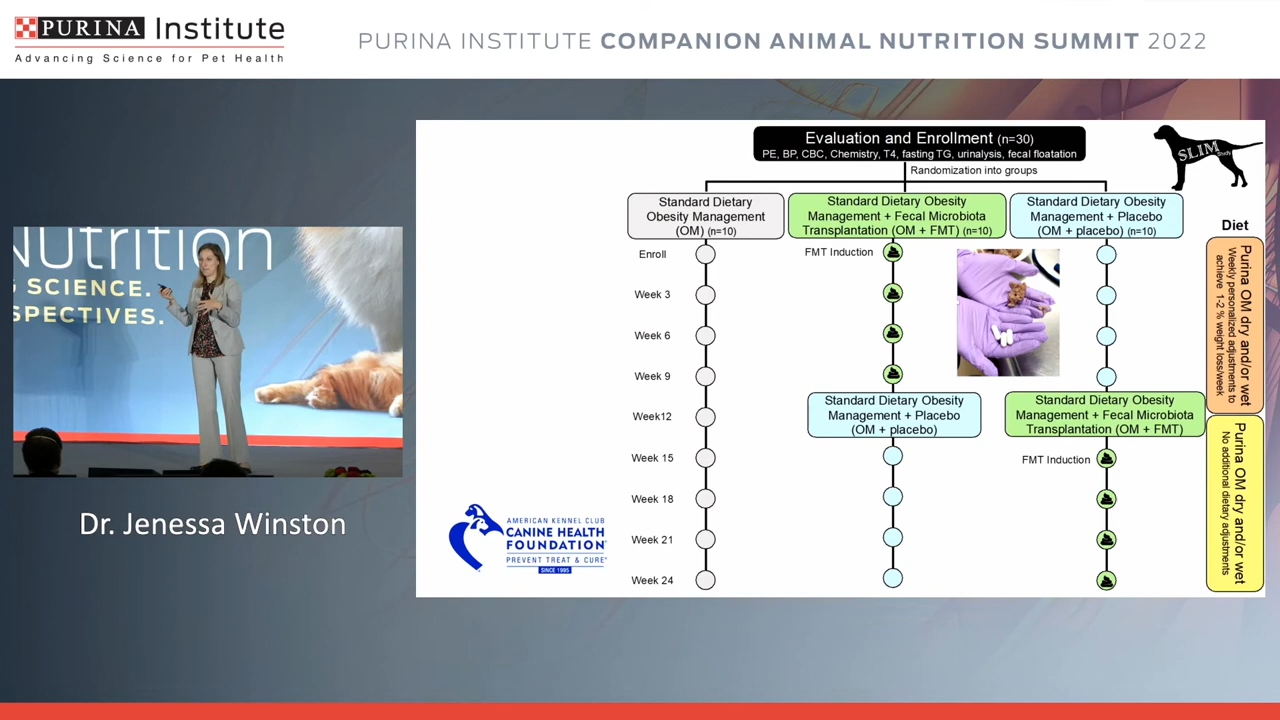 PURINA Institute
Advancing Science for Pet Health
PURINA INSTITUTE COMPANION ANIMAL NUTRITION SUMMIT 2022
Nutrition
SCIENCE.
SPECTIVES.
Dr. Jenessa Winston
Evaluation and Enrollment (n=30)
PE, BP, CBC, Chemistry, T4, fasting TG, urinalysis, fecal floatation
SLIM
Study
Randomization into groups
Standard Dietary
Obesity Management
(OM) (n=10)
Standard Dietary Obesity
Management + Fecal Microbiota
Transplantation (OM + FMT) (n=10)
Standard Dietary Obesity
Management + Placebo
(OM + placebo) (n=10)
Diet
Enroll
FMT Induction
Week 3
Week 6
Week 9
Week12
Standard Dietary Obesity
Management + Placebo
(OM + placebo)
Standard Dietary Obesity
Management + Fecal Microbiota
Transplantation (OM + FMT)
Week 15
FMT Induction
Week 18
Week 21
Week 24
Purina OM dry and/or wet
Weekly personalized adjustments to
achieve 1-2 % weight loss/week
Purina OM dry and/or wet
No additional dietary adjustments
AMERICAN KENNEL CLUB
CANINE HEALTH
FOUNDATION
PREVENT TREAT & CURE
SINCE 1995